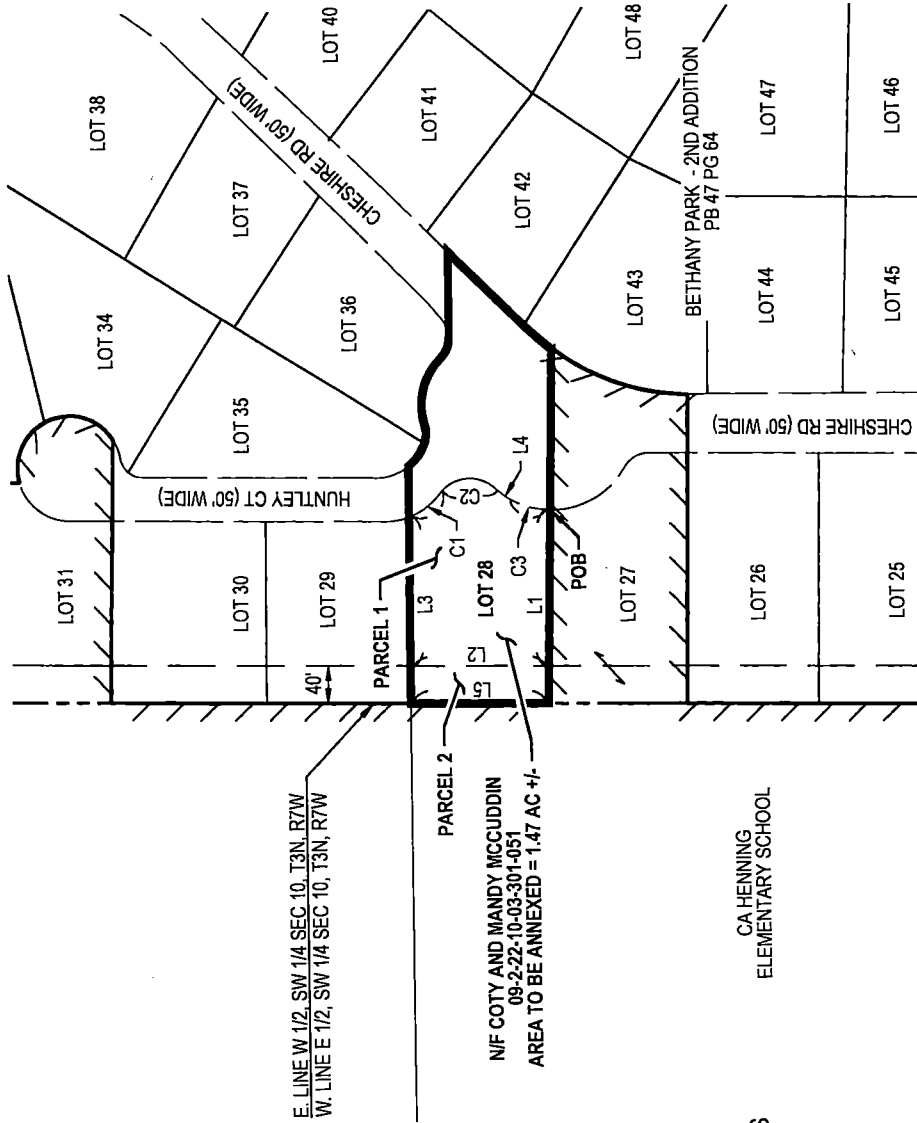 LOT 38
LOT 40
CHESHIRE RD (50' WIDE)
LOT 37
LOT 41
LOT 34
LOT 36
LOT 42
LOT 48
LOT 35
HUNTLEY CT (50' WIDE)
LOT 43
BETHANY PARK - 2ND ADDITION
PB 47 PG 64
LOT 47
LOT 46
LOT 44
LOT 45
CHESHIRE RD (50' WIDE)
LOT 31
LOT 30
LOT 29
40'
PARCEL 1
C1
C2
L4
C3
POB
L3
LOT 28
L1
L2
L5
LOT 27
LOT 26
LOT 25
PARCEL 2
E. LINE W 1/2, SW 1/4 SEC 10, T3N, R7W
W. LINE E 1/2, SW 1/4 SEC 10, T3N, R7W
N/F COTY AND MANDY MCCUDDIN
09-2-22-10-03-301-051
AREA TO BE ANNEXED = 1.47 AC +/-
CA HENNING
ELEMENTARY SCHOOL